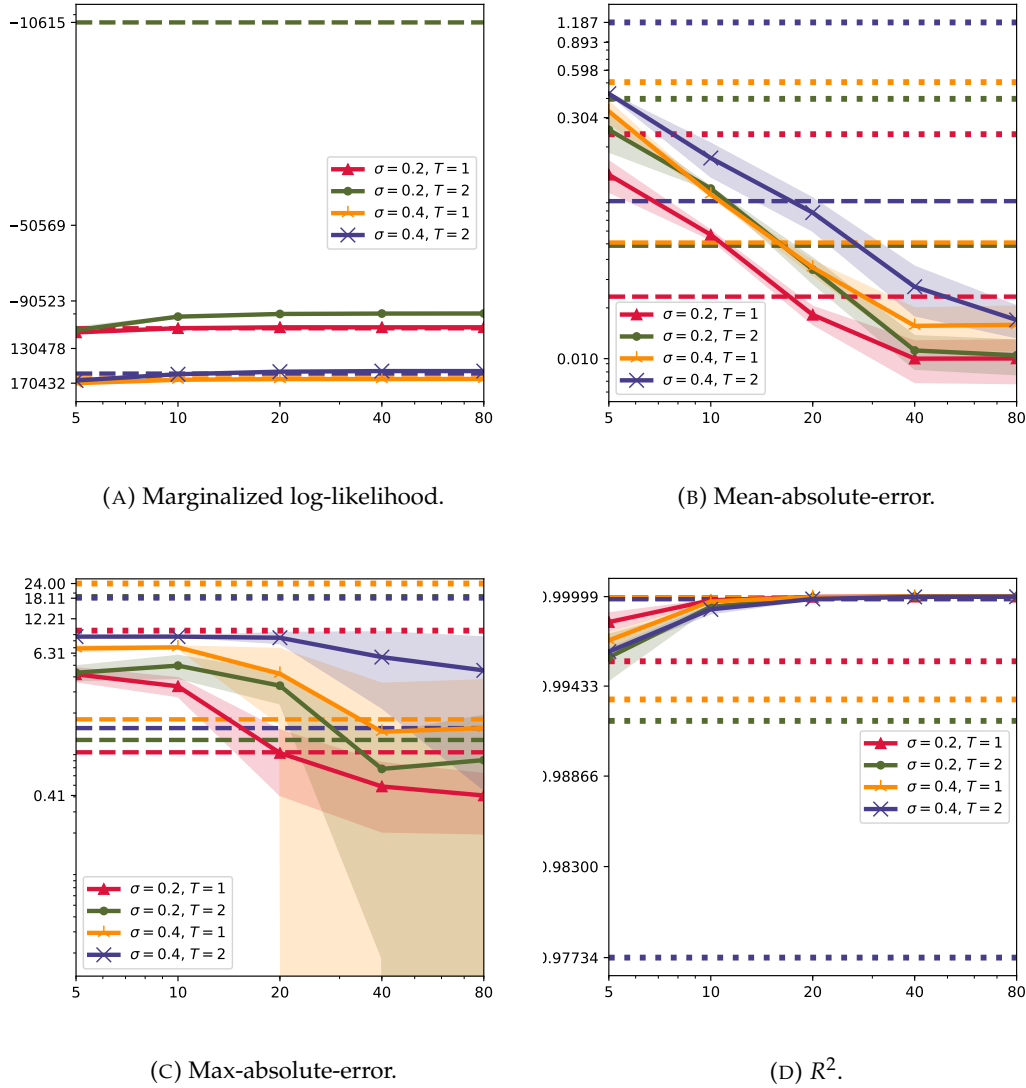 −10615
−50569
−90523
130478
170432
5 10 20 40 80
σ = 0.2, T = 1
σ = 0.2, T = 2
σ = 0.4, T = 1
σ = 0.4, T = 2
(A) Marginalized log-likelihood.
1.187
0.893
0.598
0.304
0.010
5 10 20 40 80
σ = 0.2, T = 1
σ = 0.2, T = 2
σ = 0.4, T = 1
σ = 0.4, T = 2
(B) Mean-absolute-error.
24.00
18.11
12.21
6.31
0.41
5 10 20 40 80
σ = 0.2, T = 1
σ = 0.2, T = 2
σ = 0.4, T = 1
σ = 0.4, T = 2
(C) Max-absolute-error.
).99999
).99433
).98866
).98300
).97734
5 10 20 40 80
σ = 0.2, T = 1
σ = 0.2, T = 2
σ = 0.4, T = 1
σ = 0.4, T = 2
(D) R².